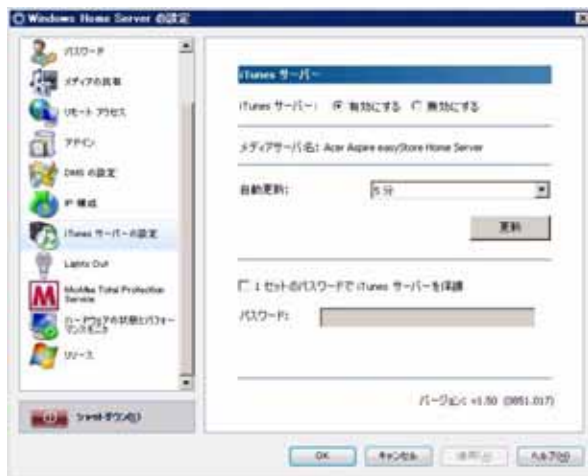 Windows Home Server の設定
パスワード
メディアの共有
リモート アクセス
アドイン
DMS の設定
IP 構成
iTunes サーバーの設定
Lights Out
McAfee Total Protection Service
ハードウェアの状態とパフォーマンスモニタ
リソース
シャットダウン(U)
iTunes サーバー
iTunes サーバー: 有効にする 無効にする
メディアサーバ名: Acer Aspire easyStore Home Server
自動更新: 5 分
更新
1 セットのパスワードで iTunes サーバーを保護
パスワード:
バージョン: v1.50 (0851.017)
OK キャンセル 適用(A) ヘルプ(H)